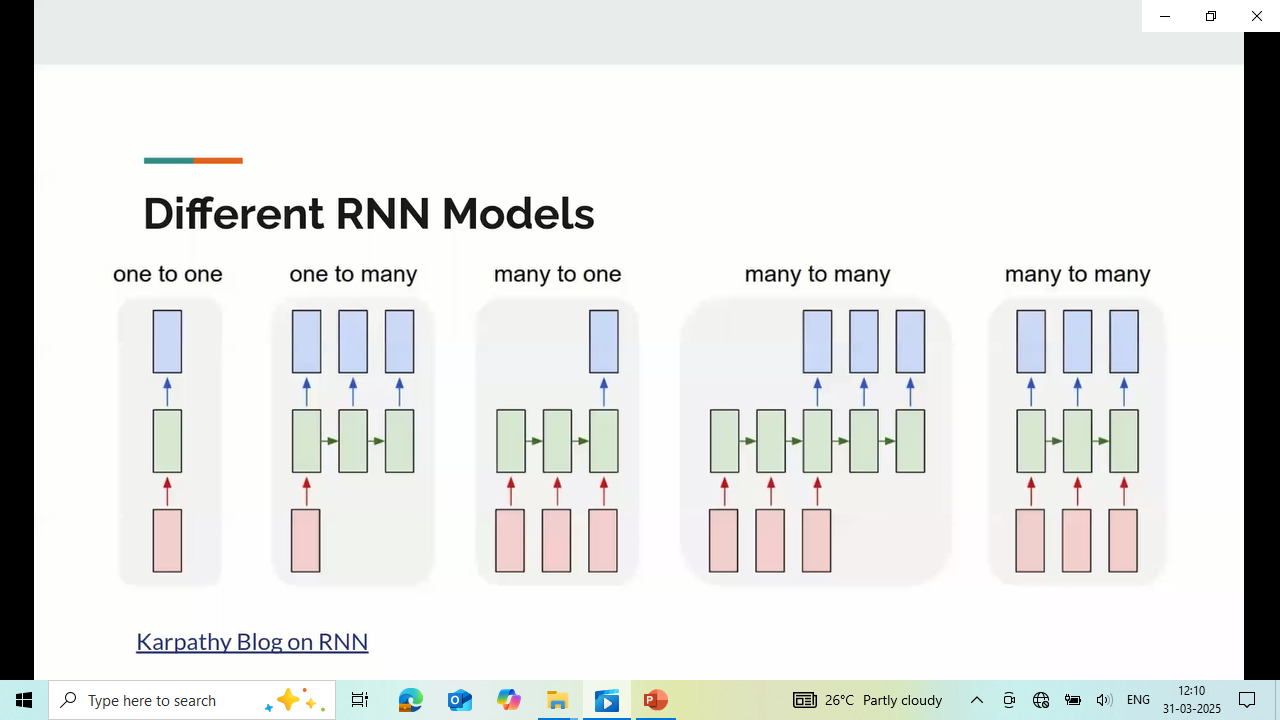 Different RNN Models
one to one
one to many
many to one
many to many
many to many
Karpathy Blog on RNN
Type here to search
26°C Partly cloudy
ENG
12:10
31-03-2025